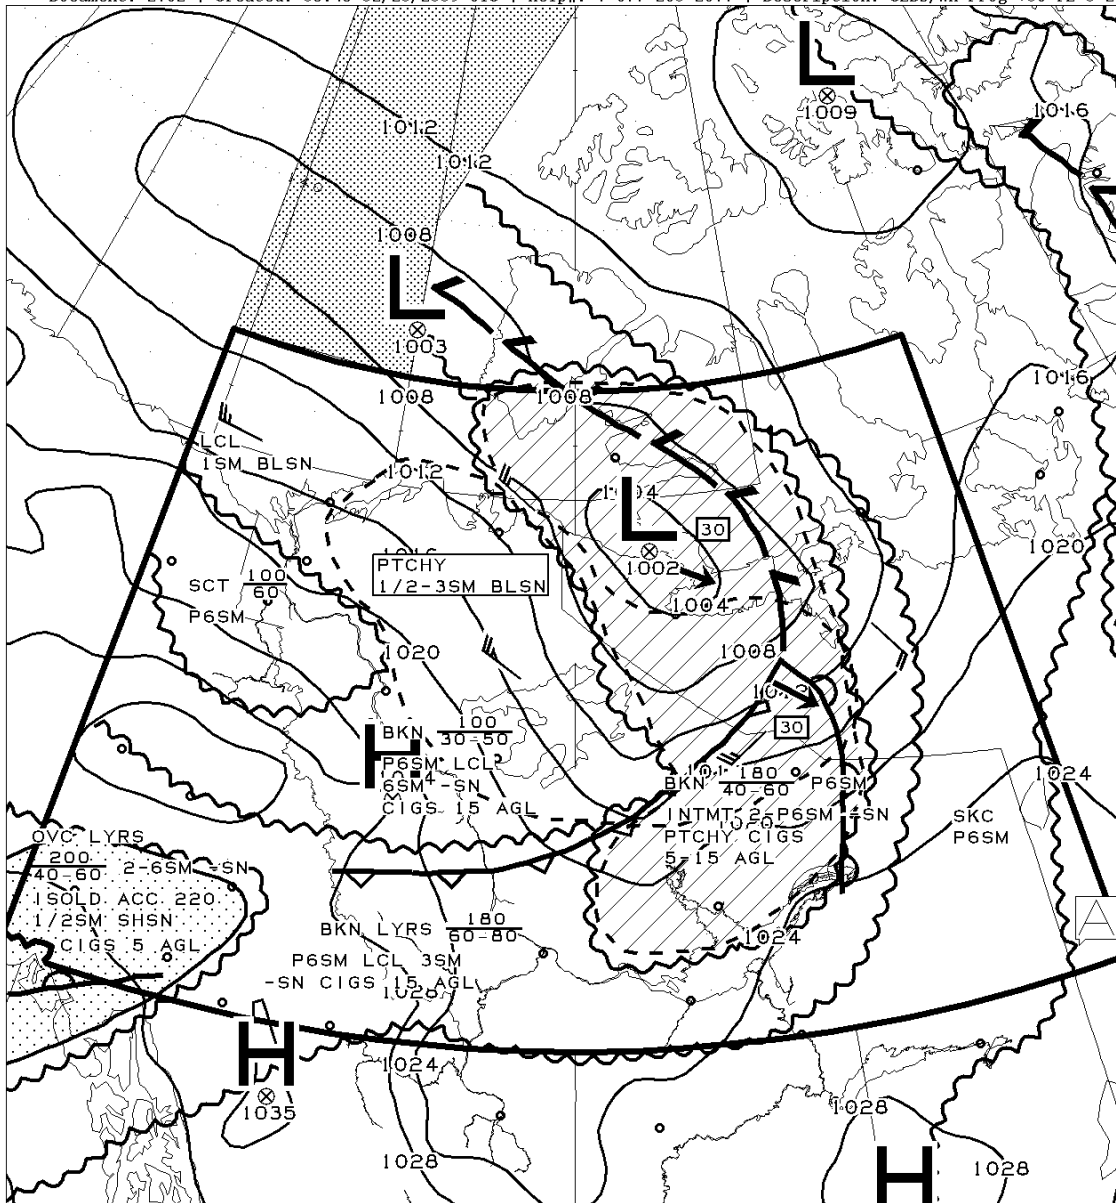 1012
1016
1012
L
1009
1008
L
1003
1008
1008
1016
LCL
1SM BLSN
1012
L
30
1002
PTCHY
1/2-3SM BLSN
1020
SCT 100
60
P6SM
1004
1008
1020
30
H
BKN 100
30-50
P6SM LCL
6SM -SN
CIGS 15 AGL
BKN 180 P6SM
40-60
INTMT 2-P6SM -SN
PTCHY CIGS
5-15 AGL
1024
SKC
P6SM
OVC LYRS
200 2-6SM -SN
40-60
ISOLD ACC 220
1/2SM SHSN
CIGS 5 AGL
BKN LYRS 180
60-80
P6SM LCL 3SM
-SN CIGS 15 AGL
1028
1024
A
H
1035
1024
1028
1028
H
1028